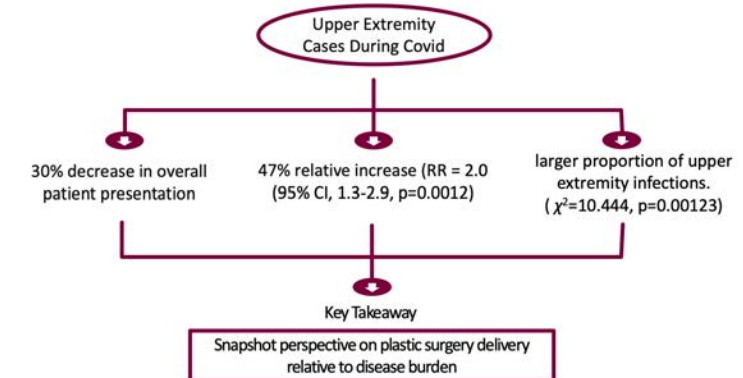 Upper Extremity
Cases During Covid
30% decrease in overall
patient presentation
47% relative increase (RR = 2.0
(95% CI, 1.3-2.9, p=0.0012)
larger proportion of upper
extremity infections.
( χ²=10.444, p=0.00123)
Key Takeaway
Snapshot perspective on plastic surgery delivery
relative to disease burden